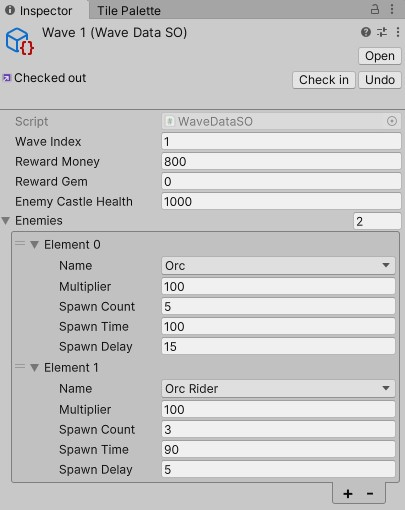 Inspector
Tile Palette
Wave 1 (Wave Data SO)
Open
Checked out
Check in
Undo
Script
WaveDataSO
Wave Index
1
Reward Money
800
Reward Gem
0
Enemy Castle Health
1000
Enemies
2
Element 0
Name
Orc
Multiplier
100
Spawn Count
5
Spawn Time
100
Spawn Delay
15
Element 1
Name
Orc Rider
Multiplier
100
Spawn Count
3
Spawn Time
90
Spawn Delay
5